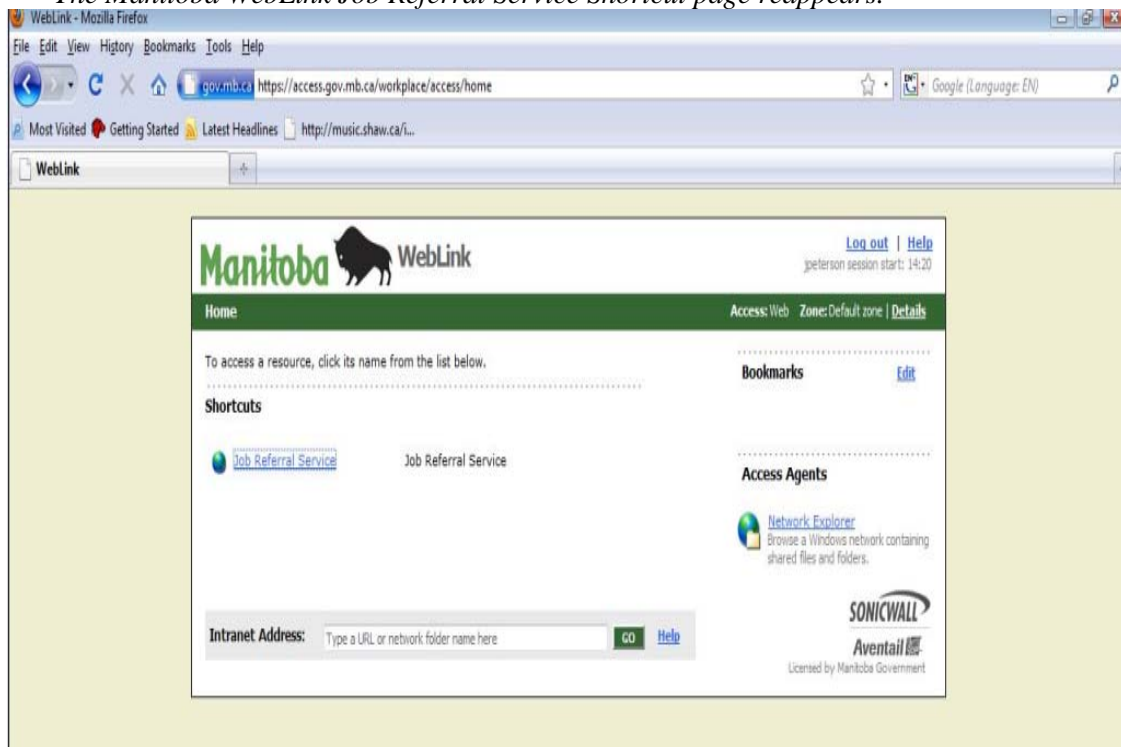 The Manitoba WebLink Job Referral Service Shortcut page reappears.
WebLink - Mozilla Firefox
File Edit View History Bookmarks Tools Help
gov.mb.ca https://access.gov.mb.ca/workplace/access/home
Google (Language: EN)
Most Visited Getting Started Latest Headlines http://music.shaw.ca/i...
WebLink
Manitoba WebLink
Log out | Help
jpeterson session start: 14:20
Home
Access: Web Zone: Default zone | Details
To access a resource, click its name from the list below.
Shortcuts
Job Referral Service Job Referral Service
Bookmarks Edit
Access Agents
Network Explorer
Browse a Windows network containing
shared files and folders.
Intranet Address: Type a URL or network folder name here GO Help
SONICWALL
Aventail
Licensed by Manitoba Government